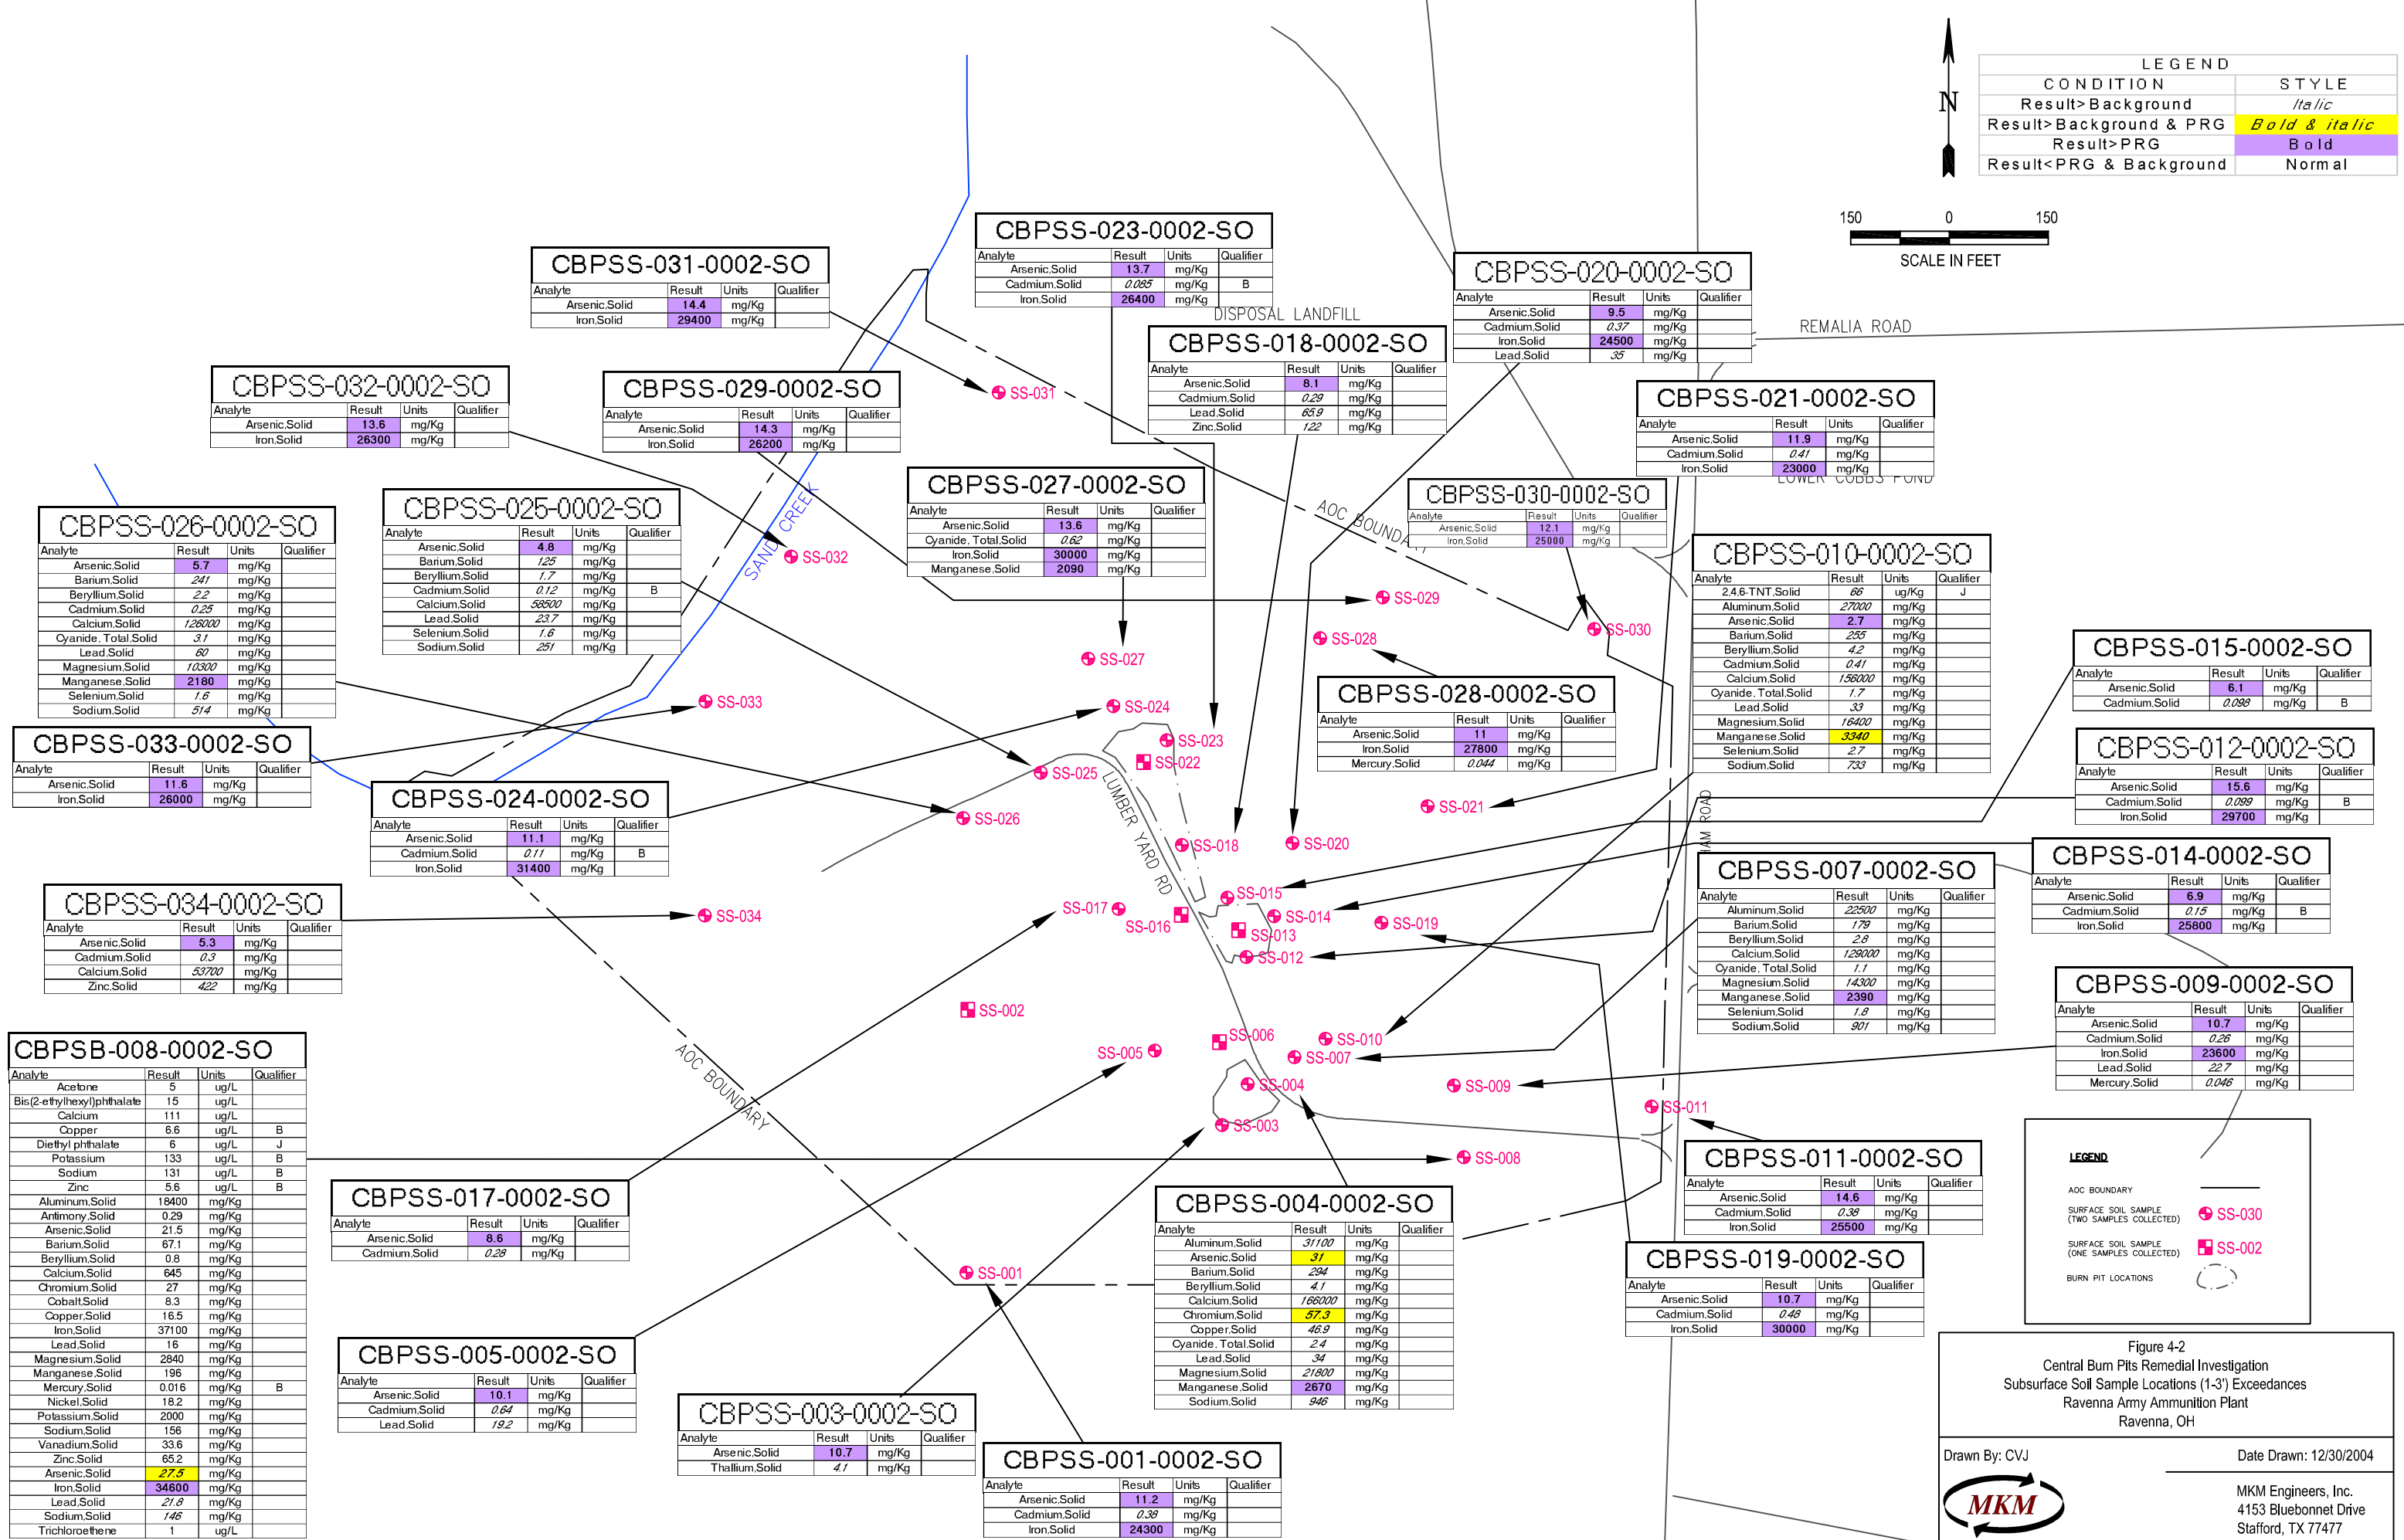 LEGEND
CONDITION STYLE
Result>Background Italic
Result>Background & PRG Bold & italic
Result>PRG Bold
Result<PRG & Background Normal
N
150 0 150
SCALE IN FEET
CBPSS-023-0002-SO
Analyte Result Units Qualifier
Arsenic,Solid 13.7 mg/Kg
Cadmium,Solid 0.085 mg/Kg B
Iron,Solid 26400 mg/Kg
DISPOSAL LANDFILL
CBPSS-031-0002-SO
Analyte Result Units Qualifier
Arsenic,Solid 14.4 mg/Kg
Iron,Solid 29400 mg/Kg
CBPSS-020-0002-SO
Analyte Result Units Qualifier
Arsenic,Solid 9.5 mg/Kg
Cadmium,Solid 0.37 mg/Kg
Iron,Solid 24500 mg/Kg
Lead,Solid 35 mg/Kg
REMALIA ROAD
CBPSS-018-0002-SO
Analyte Result Units Qualifier
Arsenic,Solid 8.1 mg/Kg
Cadmium,Solid 0.29 mg/Kg
Lead,Solid 65.9 mg/Kg
Zinc,Solid 122 mg/Kg
CBPSS-032-0002-SO
Analyte Result Units Qualifier
Arsenic,Solid 13.6 mg/Kg
Iron,Solid 26300 mg/Kg
CBPSS-029-0002-SO
Analyte Result Units Qualifier
Arsenic,Solid 14.3 mg/Kg
Iron,Solid 26200 mg/Kg
SS-031
CBPSS-021-0002-SO
Analyte Result Units Qualifier
Arsenic,Solid 11.9 mg/Kg
Cadmium,Solid 0.41 mg/Kg
Iron,Solid 23000 mg/Kg
LOWER COBBS POND
CBPSS-027-0002-SO
Analyte Result Units Qualifier
Arsenic,Solid 13.6 mg/Kg
Cyanide, Total,Solid 0.62 mg/Kg
Iron,Solid 30000 mg/Kg
Manganese,Solid 2090 mg/Kg
AOC BOUNDARY
CBPSS-030-0002-SO
Analyte Result Units Qualifier
Arsenic,Solid 12.1 mg/Kg
Iron,Solid 25000 mg/Kg
CBPSS-026-0002-SO
Analyte Result Units Qualifier
Arsenic,Solid 5.7 mg/Kg
Barium,Solid 241 mg/Kg
Beryllium,Solid 2.2 mg/Kg
Cadmium,Solid 0.25 mg/Kg
Calcium,Solid 126000 mg/Kg
Cyanide, Total,Solid 3.1 mg/Kg
Lead,Solid 60 mg/Kg
Magnesium,Solid 10300 mg/Kg
Manganese,Solid 2180 mg/Kg
Selenium,Solid 1.6 mg/Kg
Sodium,Solid 514 mg/Kg
CBPSS-025-0002-SO
Analyte Result Units Qualifier
Arsenic,Solid 4.8 mg/Kg
Barium,Solid 125 mg/Kg
Beryllium,Solid 1.7 mg/Kg
Cadmium,Solid 0.12 mg/Kg B
Calcium,Solid 58500 mg/Kg
Lead,Solid 23.7 mg/Kg
Selenium,Solid 1.6 mg/Kg
Sodium,Solid 251 mg/Kg
SAND CREEK
SS-032
SS-029
SS-028
SS-030
SS-027
CBPSS-010-0002-SO
Analyte Result Units Qualifier
2,4,6-TNT,Solid 66 ug/Kg J
Aluminum,Solid 27000 mg/Kg
Arsenic,Solid 2.7 mg/Kg
Barium,Solid 255 mg/Kg
Beryllium,Solid 4.2 mg/Kg
Cadmium,Solid 0.41 mg/Kg
Calcium,Solid 156000 mg/Kg
Cyanide, Total,Solid 1.7 mg/Kg
Lead,Solid 33 mg/Kg
Magnesium,Solid 16400 mg/Kg
Manganese,Solid 3340 mg/Kg
Selenium,Solid 2.7 mg/Kg
Sodium,Solid 733 mg/Kg
CBPSS-015-0002-SO
Analyte Result Units Qualifier
Arsenic,Solid 6.1 mg/Kg
Cadmium,Solid 0.098 mg/Kg B
CBPSS-028-0002-SO
Analyte Result Units Qualifier
Arsenic,Solid 11 mg/Kg
Iron,Solid 27800 mg/Kg
Mercury,Solid 0.044 mg/Kg
SS-033
SS-024
SS-023
SS-022
SS-025
SS-026
SS-021
SS-018
SS-020
LUMBER YARD RD
CBPSS-033-0002-SO
Analyte Result Units Qualifier
Arsenic,Solid 11.6 mg/Kg
Iron,Solid 26000 mg/Kg
CBPSS-012-0002-SO
Analyte Result Units Qualifier
Arsenic,Solid 15.6 mg/Kg
Cadmium,Solid 0.099 mg/Kg B
Iron,Solid 29700 mg/Kg
CBPSS-024-0002-SO
Analyte Result Units Qualifier
Arsenic,Solid 11.1 mg/Kg
Cadmium,Solid 0.11 mg/Kg B
Iron,Solid 31400 mg/Kg
HAM ROAD
CBPSS-014-0002-SO
Analyte Result Units Qualifier
Arsenic,Solid 6.9 mg/Kg
Cadmium,Solid 0.15 mg/Kg B
Iron,Solid 25800 mg/Kg
CBPSS-007-0002-SO
Analyte Result Units Qualifier
Aluminum,Solid 22500 mg/Kg
Barium,Solid 179 mg/Kg
Beryllium,Solid 2.8 mg/Kg
Calcium,Solid 129000 mg/Kg
Cyanide, Total,Solid 1.1 mg/Kg
Magnesium,Solid 14300 mg/Kg
Manganese,Solid 2390 mg/Kg
Selenium,Solid 1.8 mg/Kg
Sodium,Solid 901 mg/Kg
CBPSS-034-0002-SO
Analyte Result Units Qualifier
Arsenic,Solid 5.3 mg/Kg
Cadmium,Solid 0.3 mg/Kg
Calcium,Solid 53700 mg/Kg
Zinc,Solid 422 mg/Kg
SS-034
SS-017
SS-016
SS-015
SS-014
SS-013
SS-019
SS-012
SS-002
SS-006
SS-010
SS-005
SS-007
SS-004
SS-009
SS-011
SS-003
SS-008
SS-001
AOC BOUNDARY
CBPSS-009-0002-SO
Analyte Result Units Qualifier
Arsenic,Solid 10.7 mg/Kg
Cadmium,Solid 0.26 mg/Kg
Iron,Solid 23600 mg/Kg
Lead,Solid 22.7 mg/Kg
Mercury,Solid 0.046 mg/Kg
CBPSB-008-0002-SO
Analyte Result Units Qualifier
Acetone 5 ug/L
Bis(2-ethylhexyl)phthalate 15 ug/L
Calcium 111 ug/L
Copper 6.6 ug/L B
Diethyl phthalate 6 ug/L J
Potassium 133 ug/L B
Sodium 131 ug/L B
Zinc 5.6 ug/L B
Aluminum,Solid 18400 mg/Kg
Antimony,Solid 0.29 mg/Kg
Arsenic,Solid 21.5 mg/Kg
Barium,Solid 67.1 mg/Kg
Beryllium,Solid 0.8 mg/Kg
Calcium,Solid 645 mg/Kg
Chromium,Solid 27 mg/Kg
Cobalt,Solid 8.3 mg/Kg
Copper,Solid 16.5 mg/Kg
Iron,Solid 37100 mg/Kg
Lead,Solid 16 mg/Kg
Magnesium,Solid 2840 mg/Kg
Manganese,Solid 196 mg/Kg
Mercury,Solid 0.016 mg/Kg B
Nickel,Solid 18.2 mg/Kg
Potassium,Solid 2000 mg/Kg
Sodium,Solid 156 mg/Kg
Vanadium,Solid 33.6 mg/Kg
Zinc,Solid 65.2 mg/Kg
Arsenic,Solid 27.5 mg/Kg
Iron,Solid 34600 mg/Kg
Lead,Solid 21.8 mg/Kg
Sodium,Solid 146 mg/Kg
Trichloroethene 1 ug/L
CBPSS-017-0002-SO
Analyte Result Units Qualifier
Arsenic,Solid 8.6 mg/Kg
Cadmium,Solid 0.28 mg/Kg
CBPSS-004-0002-SO
Analyte Result Units Qualifier
Aluminum,Solid 31100 mg/Kg
Arsenic,Solid 31 mg/Kg
Barium,Solid 294 mg/Kg
Beryllium,Solid 4.1 mg/Kg
Calcium,Solid 166000 mg/Kg
Chromium,Solid 57.3 mg/Kg
Copper,Solid 46.9 mg/Kg
Cyanide, Total,Solid 2.4 mg/Kg
Lead,Solid 34 mg/Kg
Magnesium,Solid 21800 mg/Kg
Manganese,Solid 2670 mg/Kg
Sodium,Solid 946 mg/Kg
CBPSS-011-0002-SO
Analyte Result Units Qualifier
Arsenic,Solid 14.6 mg/Kg
Cadmium,Solid 0.38 mg/Kg
Iron,Solid 25500 mg/Kg
CBPSS-019-0002-SO
Analyte Result Units Qualifier
Arsenic,Solid 10.7 mg/Kg
Cadmium,Solid 0.48 mg/Kg
Iron,Solid 30000 mg/Kg
CBPSS-005-0002-SO
Analyte Result Units Qualifier
Arsenic,Solid 10.1 mg/Kg
Cadmium,Solid 0.64 mg/Kg
Lead,Solid 19.2 mg/Kg
CBPSS-003-0002-SO
Analyte Result Units Qualifier
Arsenic,Solid 10.7 mg/Kg
Thallium,Solid 4.1 mg/Kg
CBPSS-001-0002-SO
Analyte Result Units Qualifier
Arsenic,Solid 11.2 mg/Kg
Cadmium,Solid 0.38 mg/Kg
Iron,Solid 24300 mg/Kg
LEGEND
AOC BOUNDARY
SURFACE SOIL SAMPLE
(TWO SAMPLES COLLECTED) SS-030
SURFACE SOIL SAMPLE
(ONE SAMPLES COLLECTED) SS-002
BURN PIT LOCATIONS
Figure 4-2
Central Burn Pits Remedial Investigation
Subsurface Soil Sample Locations (1-3') Exceedances
Ravenna Army Ammunition Plant
Ravenna, OH
Drawn By: CVJ Date Drawn: 12/30/2004
MKM
MKM Engineers, Inc.
4153 Bluebonnet Drive
Stafford, TX 77477